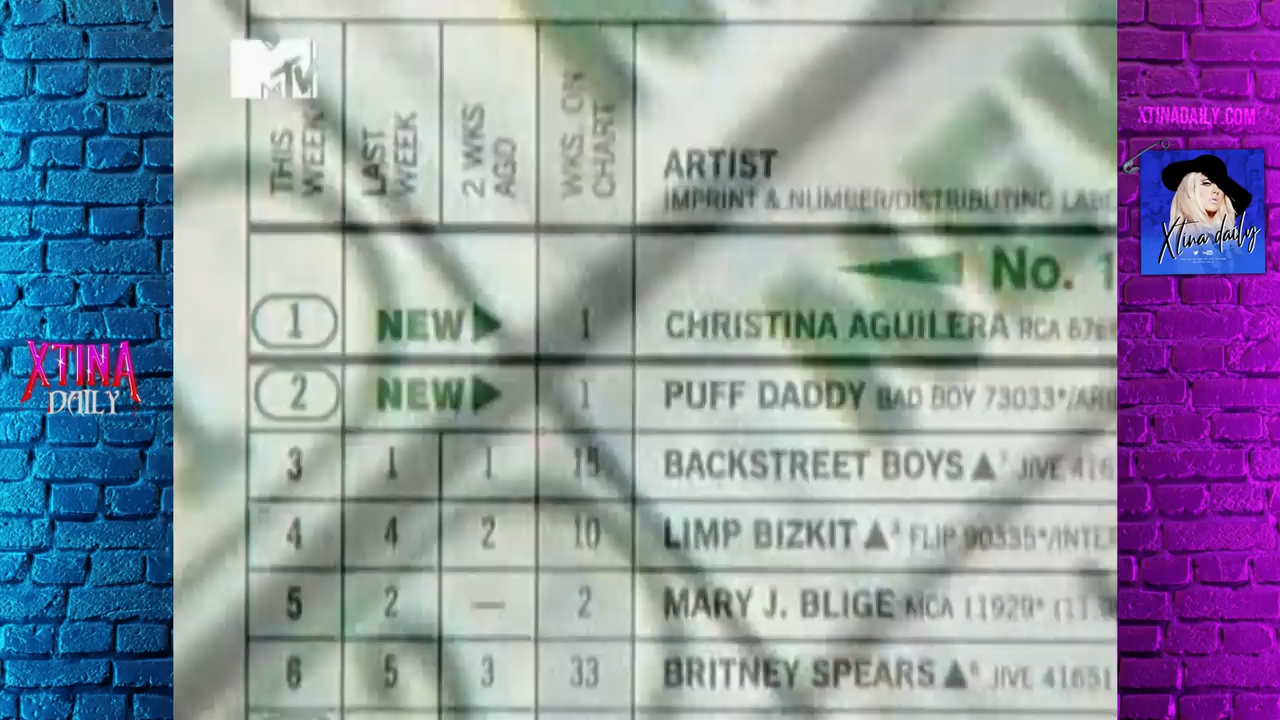 MTV
THIS WEEK
LAST WEEK
2 WKS AGO
WKS. ON CHART
ARTIST
IMPRINT & NUMBER/DISTRIBUTING
No. 1
1 NEW▶ 1 CHRISTINA AGUILERA RCA
2 NEW▶ 1 PUFF DADDY BAD BOY 73033*/
3 1 1 15 BACKSTREET BOYS▲ JIVE
4 4 2 10 LIMP BIZKIT▲ FLIP 90335*/
5 2 — 2 MARY J. BLIGE MCA 11929*
6 5 3 33 BRITNEY SPEARS▲ JIVE 41651
XTINA
DAILY
XTINADAILY.COM
Xtina daily